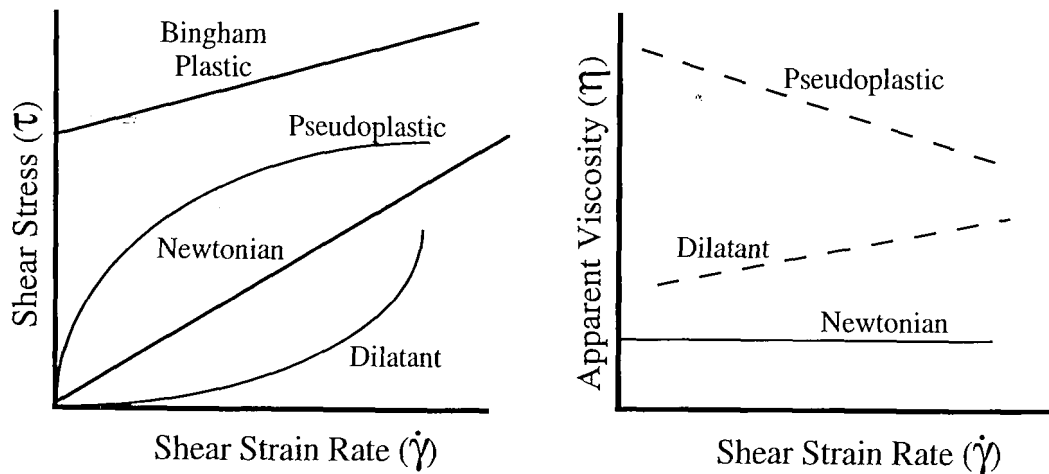 Bingham
Plastic
Pseudoplastic
Newtonian
Dilatant
Shear Stress (τ)
Shear Strain Rate (γ̇)
Pseudoplastic
Dilatant
Newtonian
Apparent Viscosity (η)
Shear Strain Rate (γ̇)